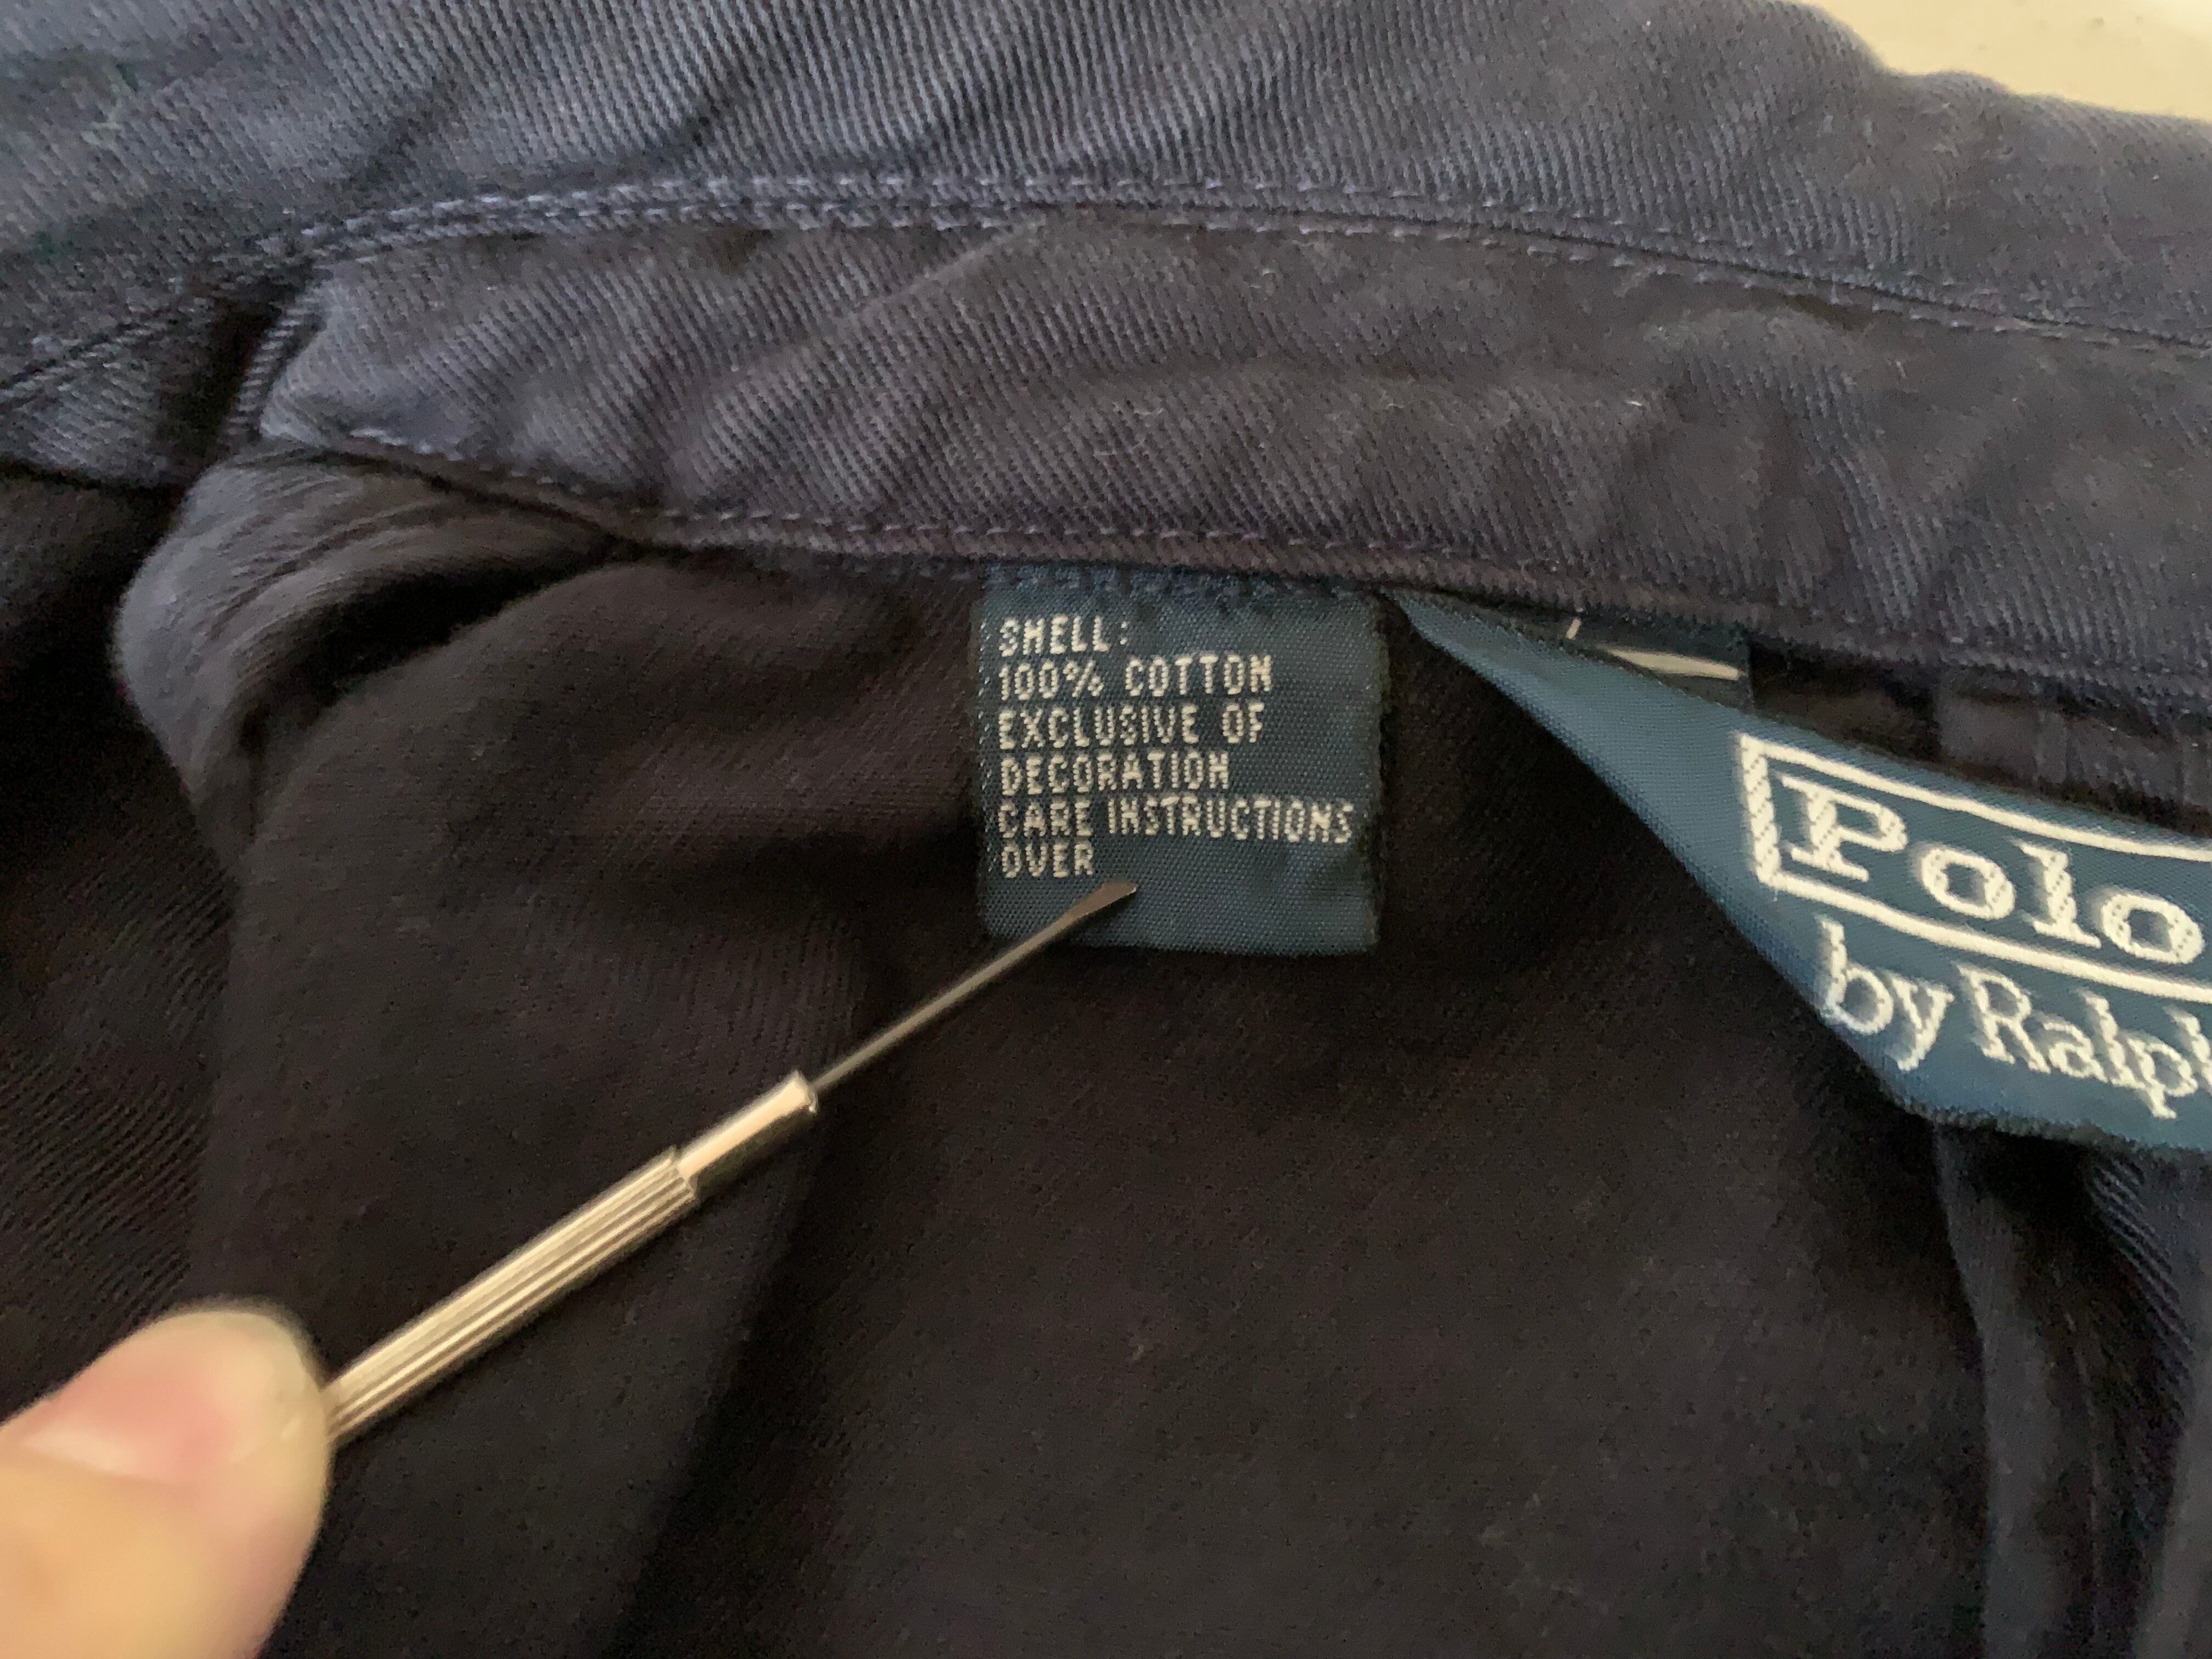 SHELL:
100% COTTON
EXCLUSIVE OF
DECORATION
CARE INSTRUCTIONS
OVER
Polo
by Ralph